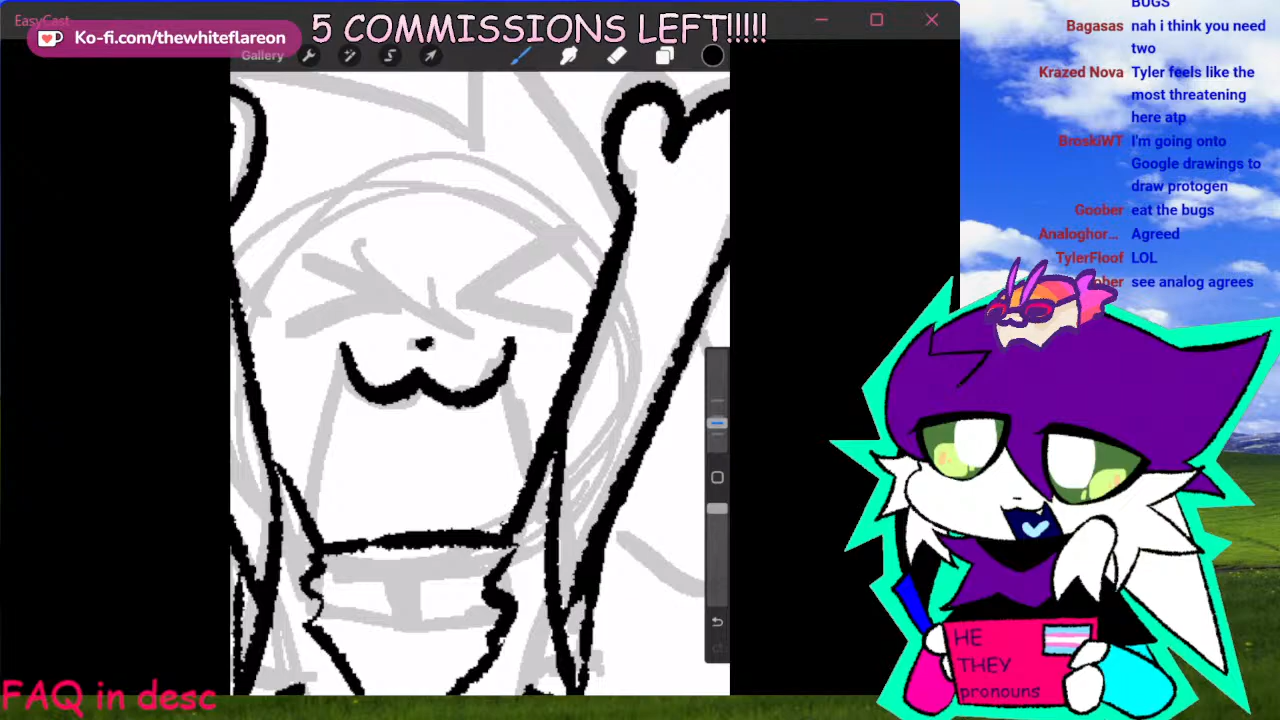 EasyCast
Ko-fi.com/thewhiteflareon
5 COMMISSIONS LEFT!!!!!
Gallery
BUGS
Bagasas nah i think you need
two
Krazed Nova Tyler feels like the
most threatening
here atp
BroskiWT I'm going onto
Google drawings to
draw protogen
Goober eat the bugs
Analoghor... Agreed
TylerFloof LOL
ober see analog agrees
HE
THEY
pronouns
FAQ in desc